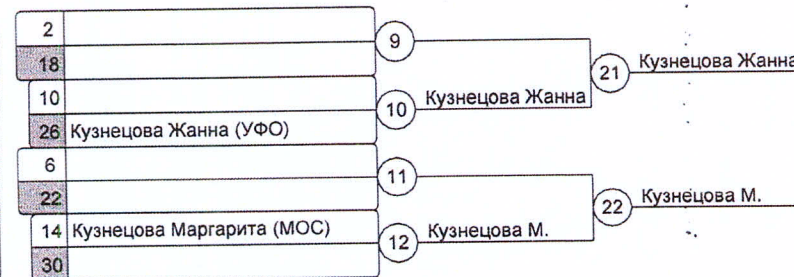 2
9
18
21 Кузнецова Жанна
10
10 Кузнецова Жанна
26 Кузнецова Жанна (УФО)
6
11
22
22 Кузнецова М.
14 Кузнецова Маргарита (МОС)
12 Кузнецова М.
30